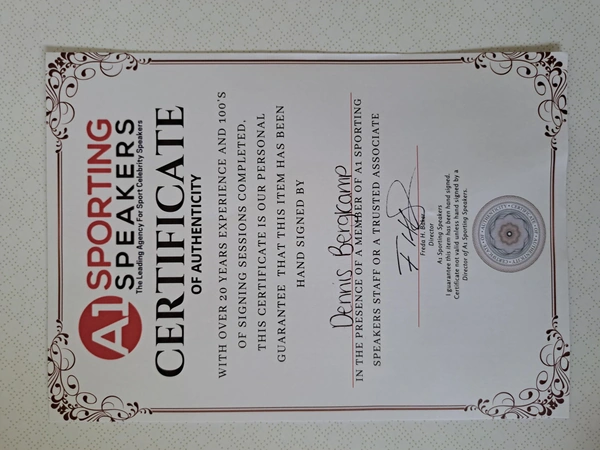 A1 SPORTING
SPEAKERS
The Leading Agency For Sport Celebrity Speakers
CERTIFICATE
OF AUTHENTICITY
WITH OVER 20 YEARS EXPERIENCE AND 100'S
OF SIGNING SESSIONS COMPLETED.
THIS CERTIFICATE IS OUR PERSONAL
GUARANTEE THAT THIS ITEM HAS BEEN
HAND SIGNED BY
Dennis Bergkamp
IN THE PRESENCE OF A MEMBER OF A1 SPORTING
SPEAKERS STAFF OR A TRUSTED ASSOCIATE
Freda H.
Director
A1 Sporting Speakers
I guarantee this item has been hand signed.
Certificate not valid unless hand signed by a
Director of A1 Sporting Speakers.